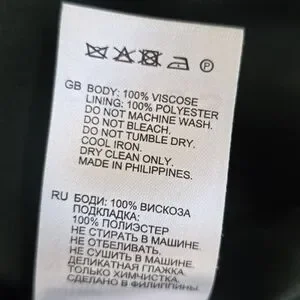 P
GB BODY: 100% VISCOSE
LINING: 100% POLYESTER
DO NOT MACHINE WASH.
DO NOT BLEACH.
DO NOT TUMBLE DRY.
COOL IRON.
DRY CLEAN ONLY.
MADE IN PHILIPPINES.
RU БОДИ: 100% ВИСКОЗА
ПОДКЛАДКА:
100% ПОЛИЭСТЕР
НЕ СТИРАТЬ В МАШИНЕ.
НЕ ОТБЕЛИВАТЬ.
НЕ СУШИТЬ В МАШИНЕ.
ДЕЛИКАТНАЯ ГЛАЖКА.
ТОЛЬКО ХИМЧИСТКА.
СДЕЛАНО В ФИЛИППИНЫ.